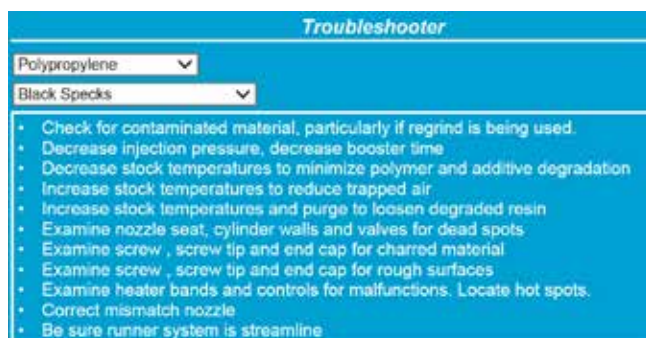 Troubleshooter
Polypropylene
Black Specks
• Check for contaminated material, particularly if regrind is being used.
• Decrease injection pressure, decrease booster time
• Decrease stock temperatures to minimize polymer and additive degradation
• Increase stock temperatures to reduce trapped air
• Increase stock temperatures and purge to loosen degraded resin
• Examine nozzle seat, cylinder walls and valves for dead spots
• Examine screw , screw tip and end cap for charred material
• Examine screw , screw tip and end cap for rough surfaces
• Examine heater bands and controls for malfunctions. Locate hot spots.
• Correct mismatch nozzle
• Be sure runner system is streamline